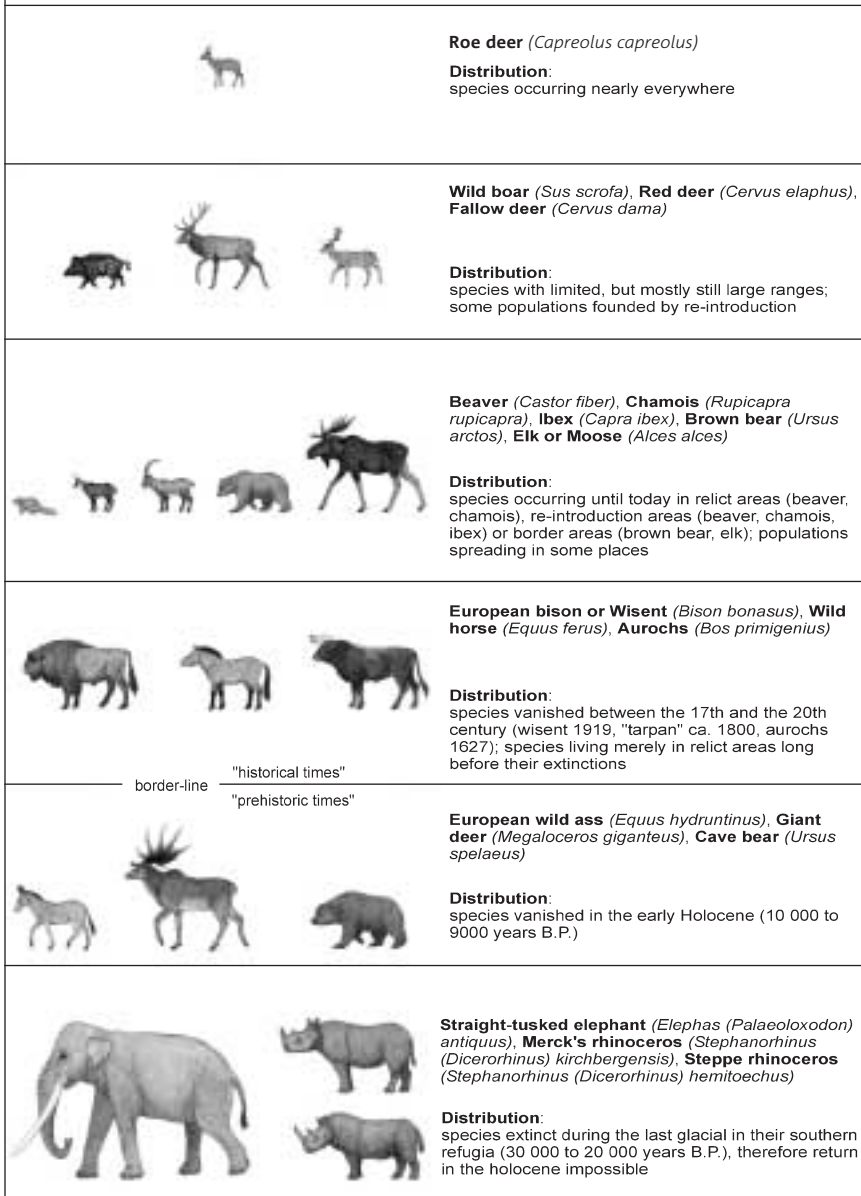 Roe deer (Capreolus capreolus)
Distribution:
species occurring nearly everywhere
Wild boar (Sus scrofa), Red deer (Cervus elaphus),
Fallow deer (Cervus dama)
Distribution:
species with limited, but mostly still large ranges;
some populations founded by re-introduction
Beaver (Castor fiber), Chamois (Rupicapra
rupicapra), Ibex (Capra ibex), Brown bear (Ursus
arctos), Elk or Moose (Alces alces)
Distribution:
species occurring until today in relict areas (beaver,
chamois), re-introduction areas (beaver, chamois,
ibex) or border areas (brown bear, elk); populations
spreading in some places
European bison or Wisent (Bison bonasus), Wild
horse (Equus ferus), Aurochs (Bos primigenius)
Distribution:
species vanished between the 17th and the 20th
century (wisent 1919, "tarpan" ca. 1800, aurochs
1627); species living merely in relict areas long
before their extinctions
"historical times"
border-line
"prehistoric times"
European wild ass (Equus hydruntinus), Giant
deer (Megaloceros giganteus), Cave bear (Ursus
spelaeus)
Distribution:
species vanished in the early Holocene (10 000 to
9000 years B.P.)
Straight-tusked elephant (Elephas (Palaeoloxodon)
antiquus), Merck's rhinoceros (Stephanorhinus
(Dicerorhinus) kirchbergensis), Steppe rhinoceros
(Stephanorhinus (Dicerorhinus) hemitoechus)
Distribution:
species extinct during the last glacial in their southern
refugia (30 000 to 20 000 years B.P.), therefore return
in the holocene impossible